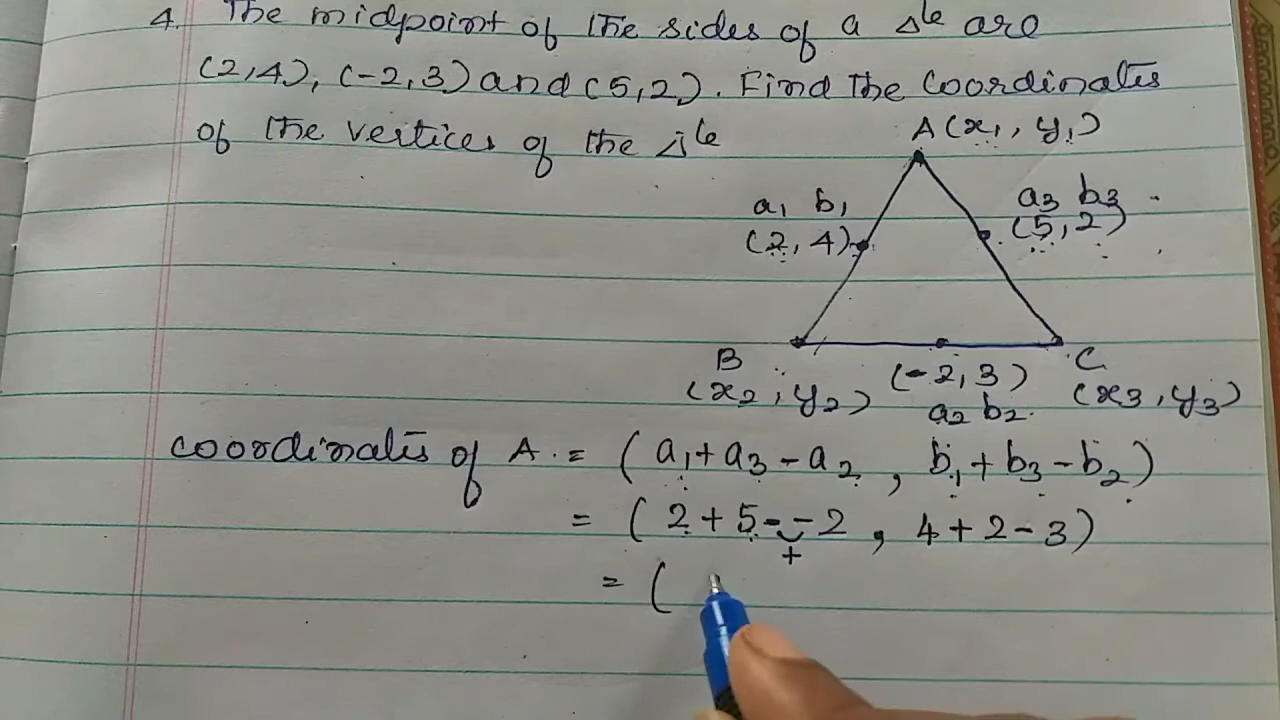 4. The midpoint of the sides of a Δle are
(2,4), (-2,3) and (5,2). Find the coordinates
of the vertices of the Δle
A (x₁, y₁)
a₁ b₁
(2, 4)
a₃ b₃
(5, 2)
B
(x₂, y₂)
(-2, 3)
a₂ b₂
C
(x₃, y₃)
coordinates of A = (a₁+a₃-a₂, b₁+b₃-b₂)
= (2+5--2, 4+2-3)
+
= (